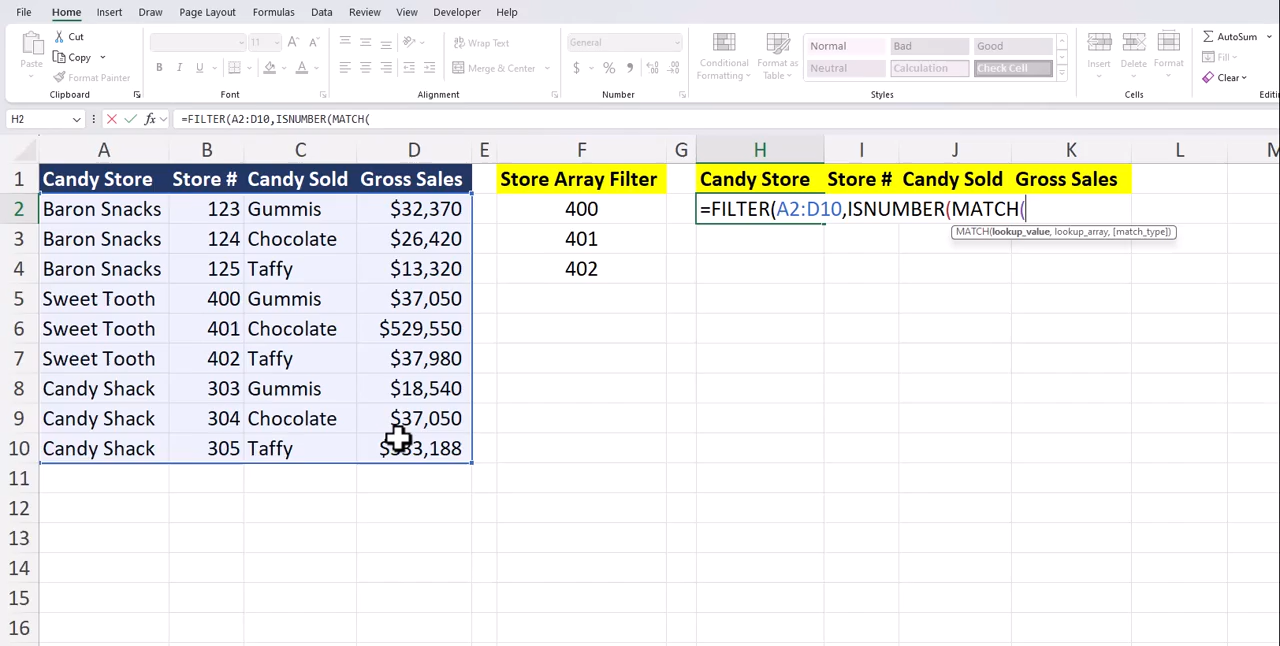 File Home Insert Draw Page Layout Formulas Data Review View Developer Help
Paste
Cut
Copy
Format Painter
Clipboard
11 A A
B I U A
Font
Wrap Text
Merge & Center
Alignment
General
$ % 9
Number
Conditional Formatting
Format as Table
Normal Bad Good
Neutral Calculation Check Cell
Styles
Insert Delete Format
Cells
AutoSum
Fill
Clear
H2 fx =FILTER(A2:D10,ISNUMBER(MATCH(
A B C D E F G H I J K L M
1 Candy Store Store # Candy Sold Gross Sales Store Array Filter Candy Store Store # Candy Sold Gross Sales
2 Baron Snacks 123 Gummis $32,370 400 =FILTER(A2:D10,ISNUMBER(MATCH(
MATCH(lookup_value, lookup_array, [match_type])
3 Baron Snacks 124 Chocolate $26,420 401
4 Baron Snacks 125 Taffy $13,320 402
5 Sweet Tooth 400 Gummis $37,050
6 Sweet Tooth 401 Chocolate $529,550
7 Sweet Tooth 402 Taffy $37,980
8 Candy Shack 303 Gummis $18,540
9 Candy Shack 304 Chocolate $37,050
10 Candy Shack 305 Taffy
11
12
13
14
15
16